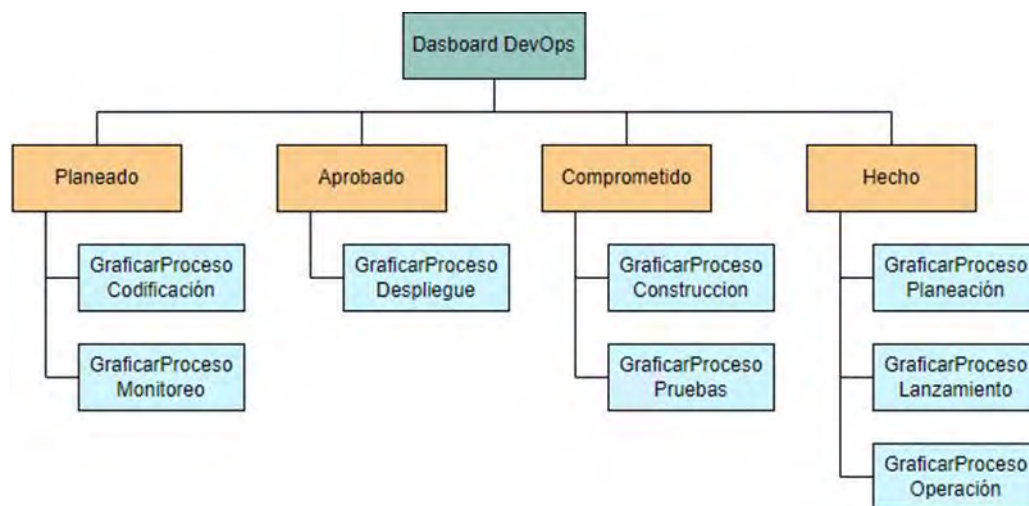 Dasboard DevOps
Planeado
Aprobado
Comprometido
Hecho
GraficarProceso
Codificación
GraficarProceso
Monitoreo
GraficarProceso
Despliegue
GraficarProceso
Construccion
GraficarProceso
Pruebas
GraficarProceso
Planeación
GraficarProceso
Lanzamiento
GraficarProceso
Operación